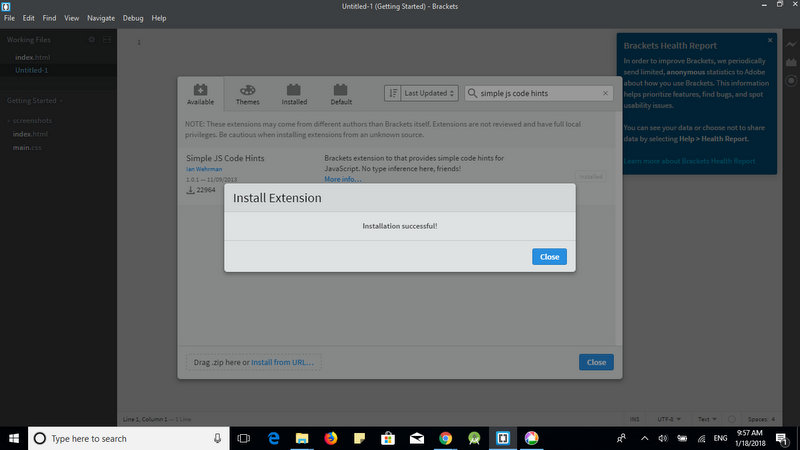 Untitled-1 (Getting Started) - Brackets
File Edit Find View Navigate Debug Help
Working Files
index.html
Untitled-1
Getting Started
screenshots
index.html
main.css
1
Brackets Health Report
In order to improve Brackets, we periodically
send limited, anonymous statistics to Adobe
about how you use Brackets. This information
helps prioritize features, find bugs, and spot
usability issues.
You can see your data or choose not to share
data by selecting Help > Health Report.
Learn more about Brackets Health Report
Available Themes Installed Default
Last Updated
simple js code hints
NOTE: These extensions may come from different authors than Brackets itself. Extensions are not reviewed and have full local
privileges. Be cautious when installing extensions from an unknown source.
Simple JS Code Hints
Ian Wehrman
1.0.1 — 11/09/2013
22964
Brackets extension to that provides simple code hints for
JavaScript. No type inference here, friends!
More info...
Installed
Install Extension
Installation successful!
Close
Drag .zip here or Install from URL...
Close
Line 1, Column 1 — 1 Line
INS UTF-8 Text Spaces: 4
Type here to search
ENG
9:57 AM
1/18/2018
1